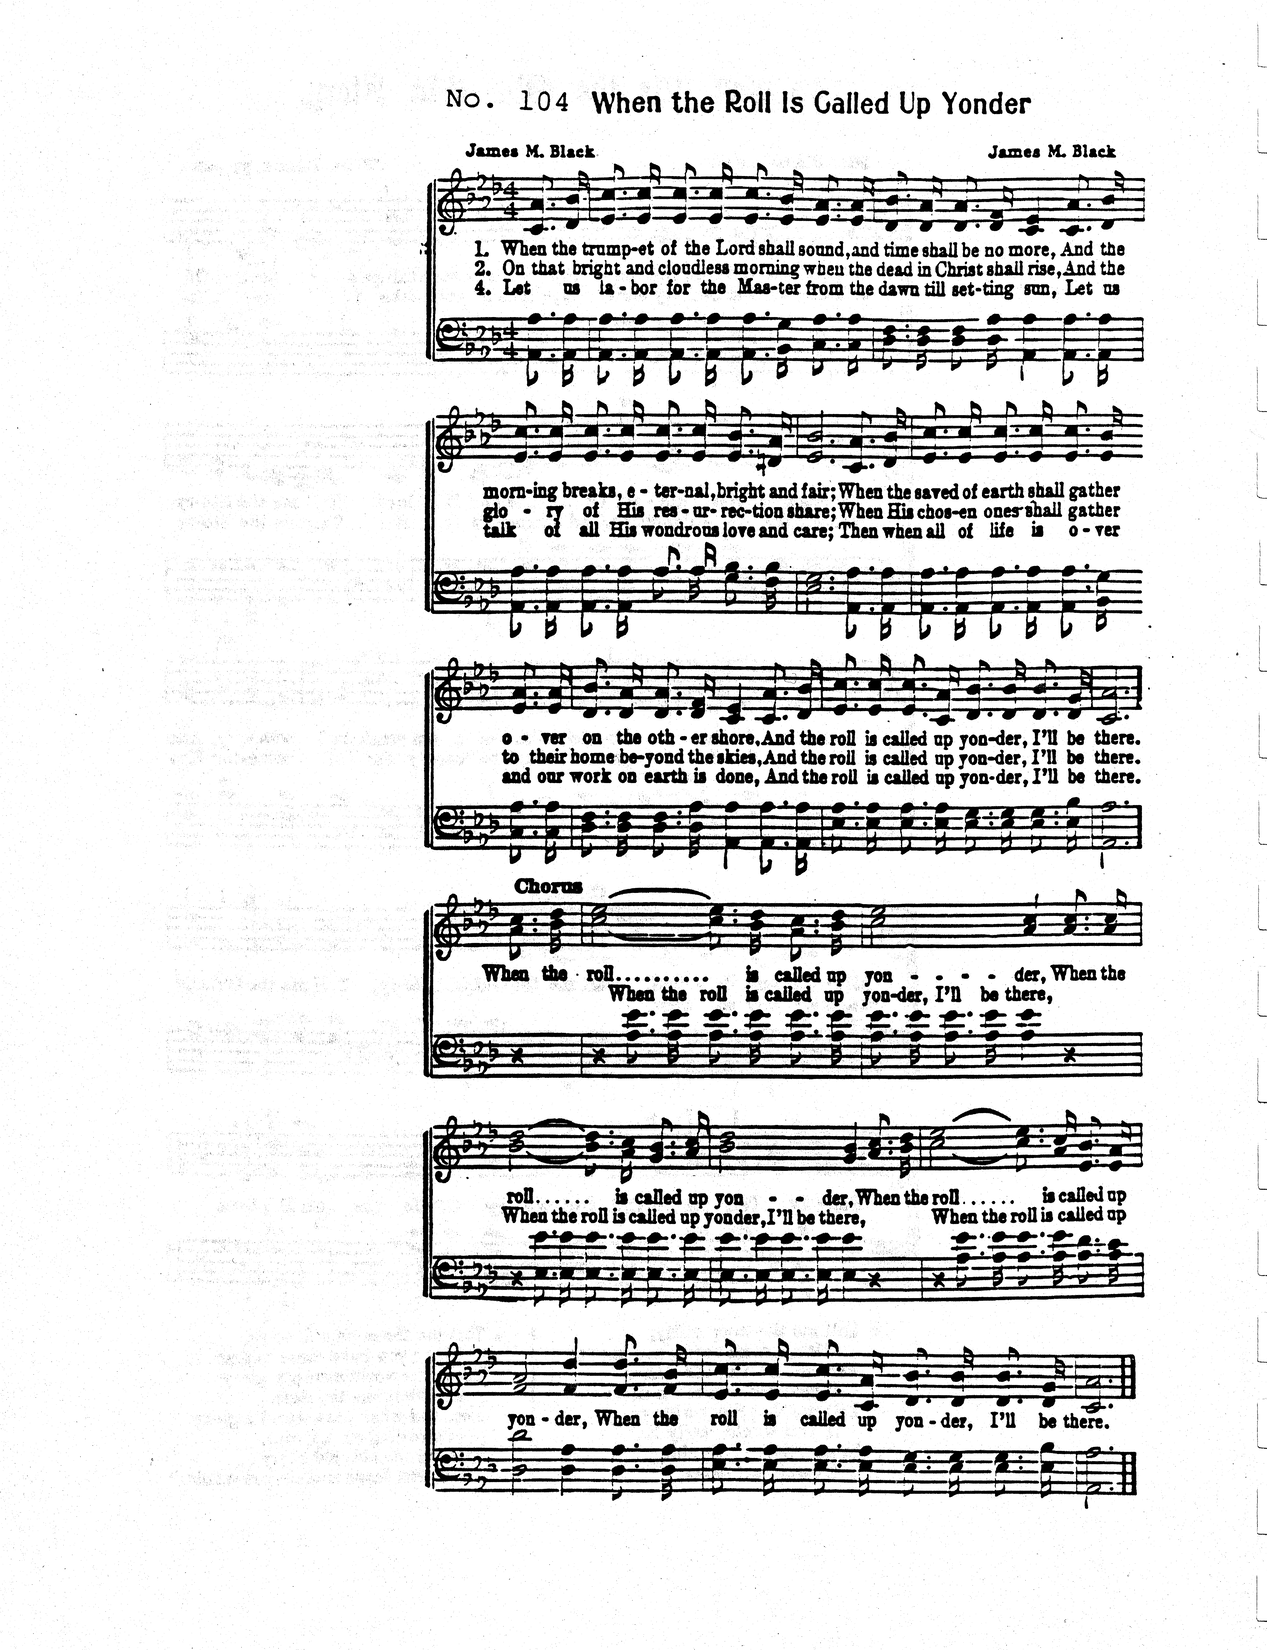 No. 104 When the Roll Is Called Up Yonder
James M. Black James M. Black
1. When the trump-et of the Lord shall sound, and time shall be no more, And the
2. On that bright and cloudless morning when the dead in Christ shall rise, And the
4. Let us la - bor for the Mas-ter from the dawn till set-ting sun, Let us
morn-ing breaks, e - ter-nal, bright and fair; When the saved of earth shall gather
glo - ry of His res - ur- rec-tion share; When His chos-en ones shall gather
talk of all His wondrous love and care; Then when all of life is o - ver
o - ver on the oth - er shore, And the roll is called up yon-der, I'll be there.
to their home be-yond the skies, And the roll is called up yon-der, I'll be there.
and our work on earth is done, And the roll is called up yon-der, I'll be there.
Chorus
When the roll.......... is called up yon - - - - der, When the
When the roll is called up yon-der, I'll be there,
roll...... is called up yon - - der, When the roll...... is called up
When the roll is called up yonder, I'll be there, When the roll is called up
yon - der, When the roll is called up yon - der, I'll be there.